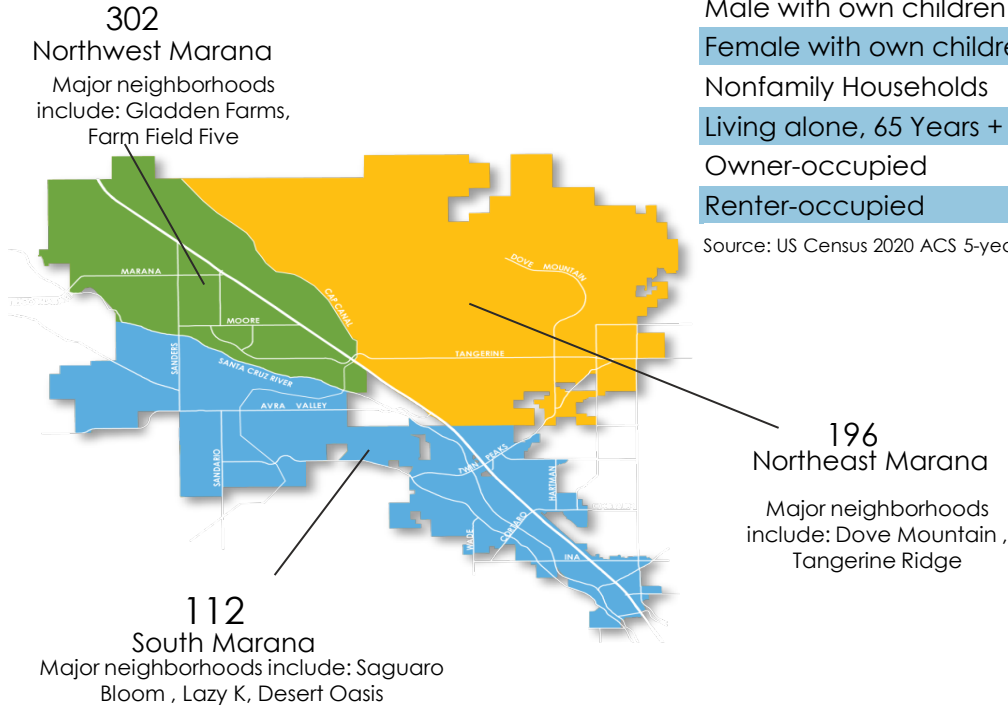 302
Northwest Marana
Major neighborhoods
include: Gladden Farms,
Farm Field Five
Male with own children
Female with own childre
Nonfamily Households
Living alone, 65 Years +
Owner-occupied
Renter-occupied
Source: US Census 2020 ACS 5-yea
DOVE MOUNTAIN
MARANA
CAP CANAL
MOORE
SANDERS
TANGERINE
SANTA CRUZ RIVER
AVRA VALLEY
SANDARIO
TWIN PEAKS
HARTMAN
WADE
CORTARO
INA
196
Northeast Marana
Major neighborhoods
include: Dove Mountain ,
Tangerine Ridge
112
South Marana
Major neighborhoods include: Saguaro
Bloom , Lazy K, Desert Oasis